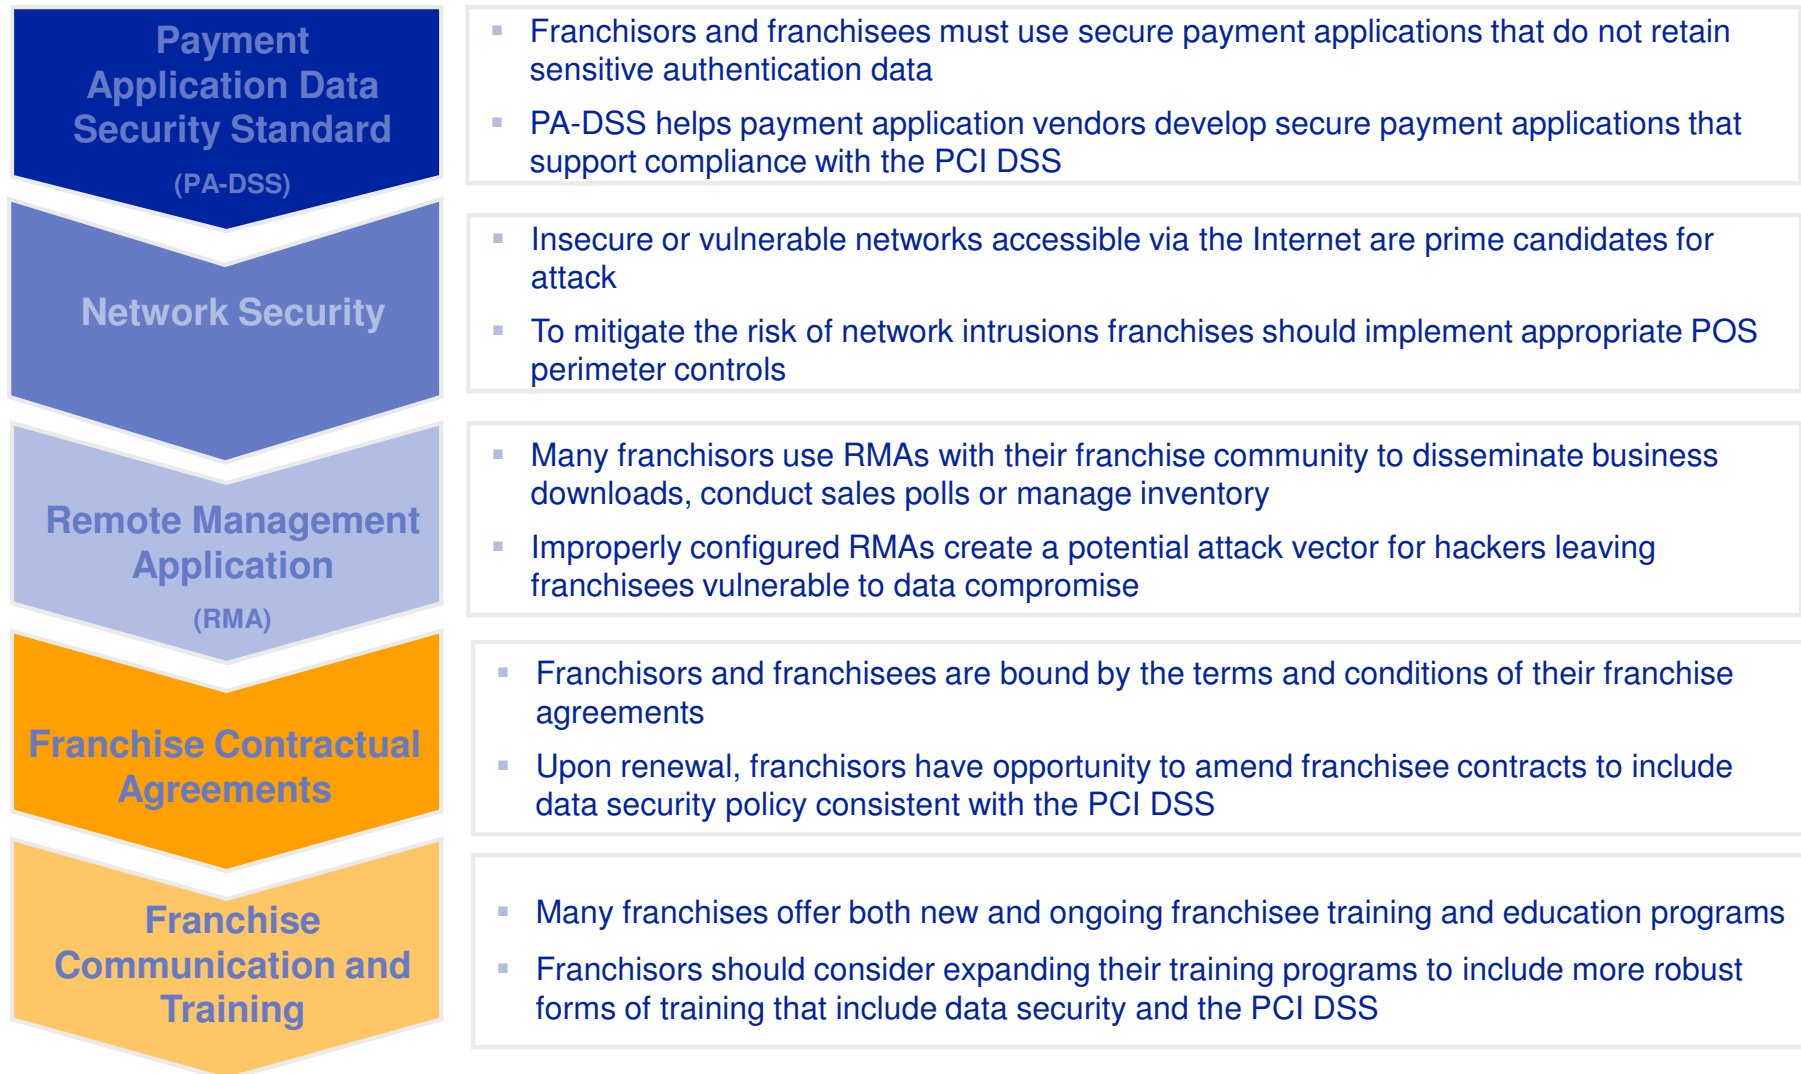 Payment
Application Data
Security Standard
(PA-DSS)
▪ Franchisors and franchisees must use secure payment applications that do not retain
sensitive authentication data
▪ PA-DSS helps payment application vendors develop secure payment applications that
support compliance with the PCI DSS
Network Security
▪ Insecure or vulnerable networks accessible via the Internet are prime candidates for
attack
▪ To mitigate the risk of network intrusions franchises should implement appropriate POS
perimeter controls
Remote Management
Application
(RMA)
▪ Many franchisors use RMAs with their franchise community to disseminate business
downloads, conduct sales polls or manage inventory
▪ Improperly configured RMAs create a potential attack vector for hackers leaving
franchisees vulnerable to data compromise
Franchise Contractual
Agreements
▪ Franchisors and franchisees are bound by the terms and conditions of their franchise
agreements
▪ Upon renewal, franchisors have opportunity to amend franchisee contracts to include
data security policy consistent with the PCI DSS
Franchise
Communication and
Training
▪ Many franchises offer both new and ongoing franchisee training and education programs
▪ Franchisors should consider expanding their training programs to include more robust
forms of training that include data security and the PCI DSS